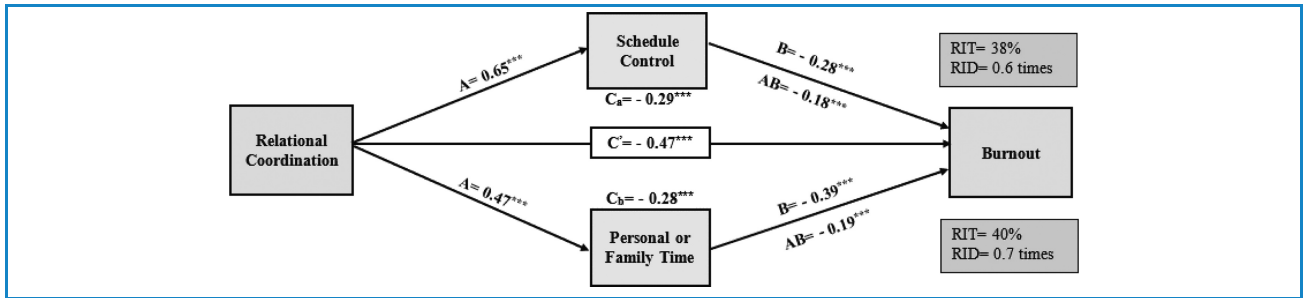 Schedule
Control
A= 0.65***
B= - 0.28***
AB= - 0.18***
RIT= 38%
RID= 0.6 times
Cₐ= - 0.29***
Relational
Coordination
C’= - 0.47***
Burnout
A= 0.47***
C_b= - 0.28***
B= - 0.39***
AB= - 0.19***
Personal or
Family Time
RIT= 40%
RID= 0.7 times